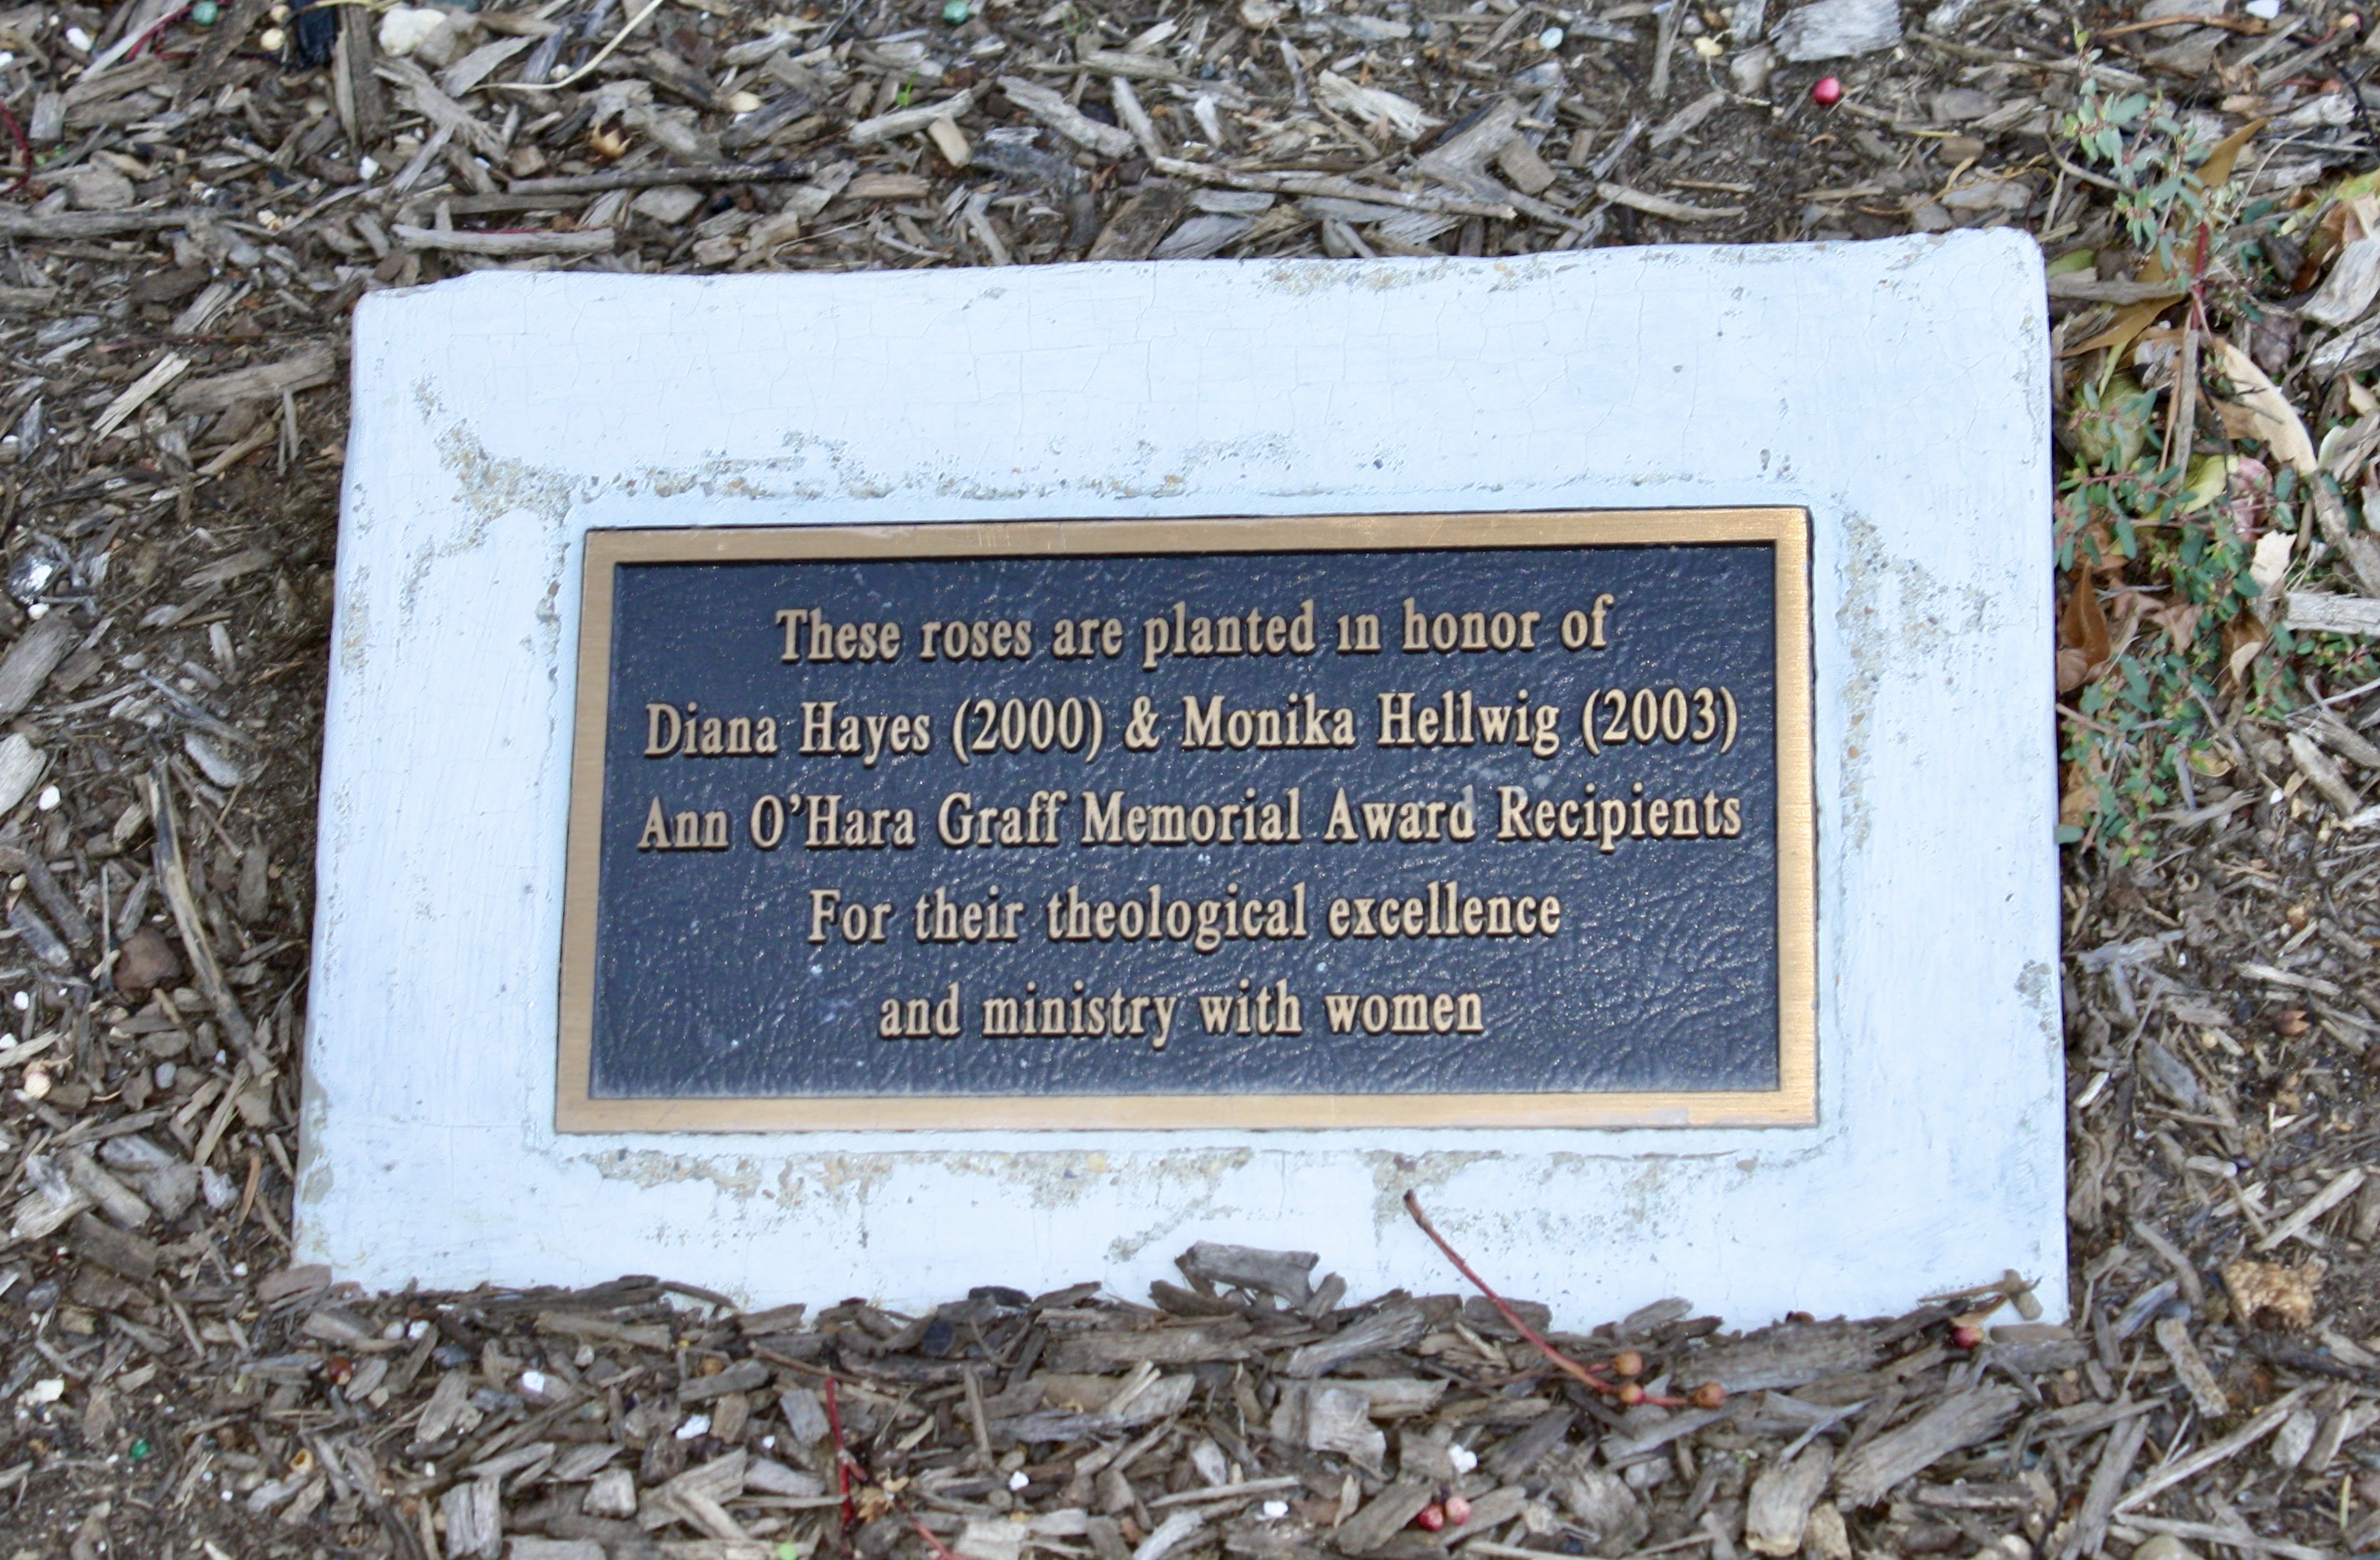 These roses are planted in honor of
Diana Hayes (2000) & Monika Hellwig (2003)
Ann O'Hara Graff Memorial Award Recipients
For their theological excellence
and ministry with women